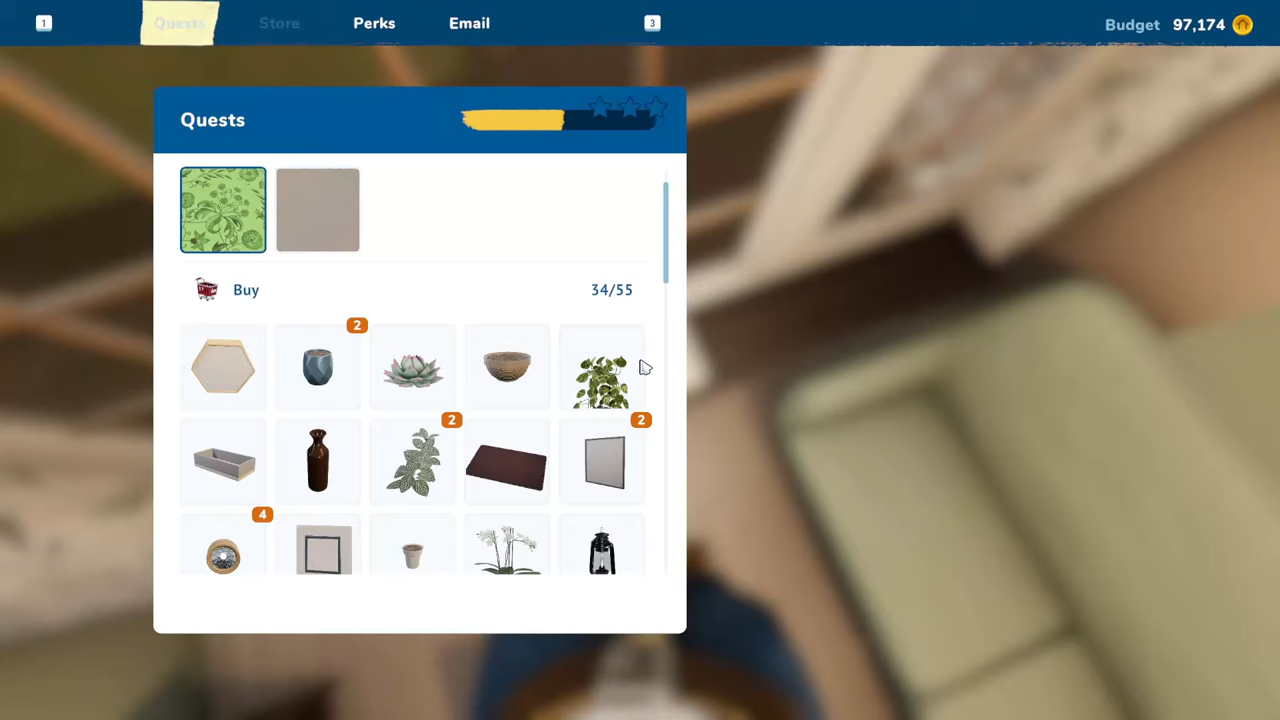 1
Quests
Store
Perks
Email
3
Budget 97,174
Quests
Buy
34/55
2
2
2
4